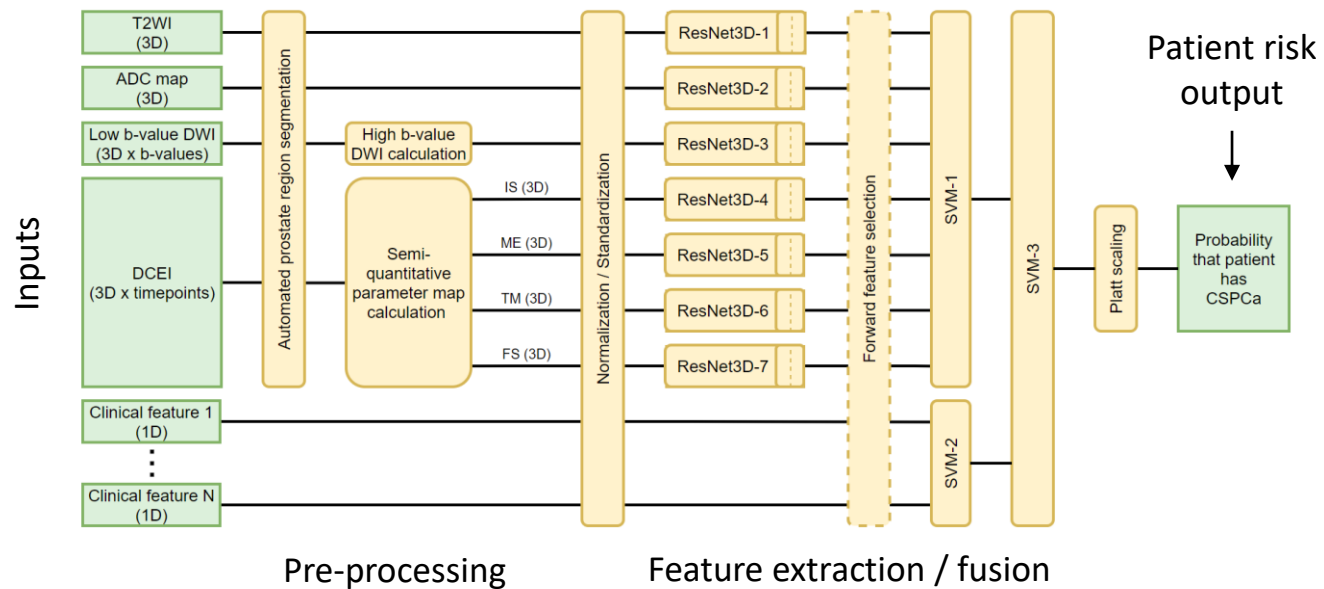 Inputs
T2WI
(3D)
ADC map
(3D)
Low b-value DWI
(3D x b-values)
DCEI
(3D x timepoints)
Clinical feature 1
(1D)
Clinical feature N
(1D)
Automated prostate region segmentation
High b-value
DWI calculation
Semi-
quantitative
parameter map
calculation
IS (3D)
ME (3D)
TM (3D)
FS (3D)
Normalization / Standardization
ResNet3D-1
ResNet3D-2
ResNet3D-3
ResNet3D-4
ResNet3D-5
ResNet3D-6
ResNet3D-7
Forward feature selection
SVM-1
SVM-2
SVM-3
Platt scaling
Patient risk
output
Probability
that patient
has
CSPCa
Pre-processing
Feature extraction / fusion